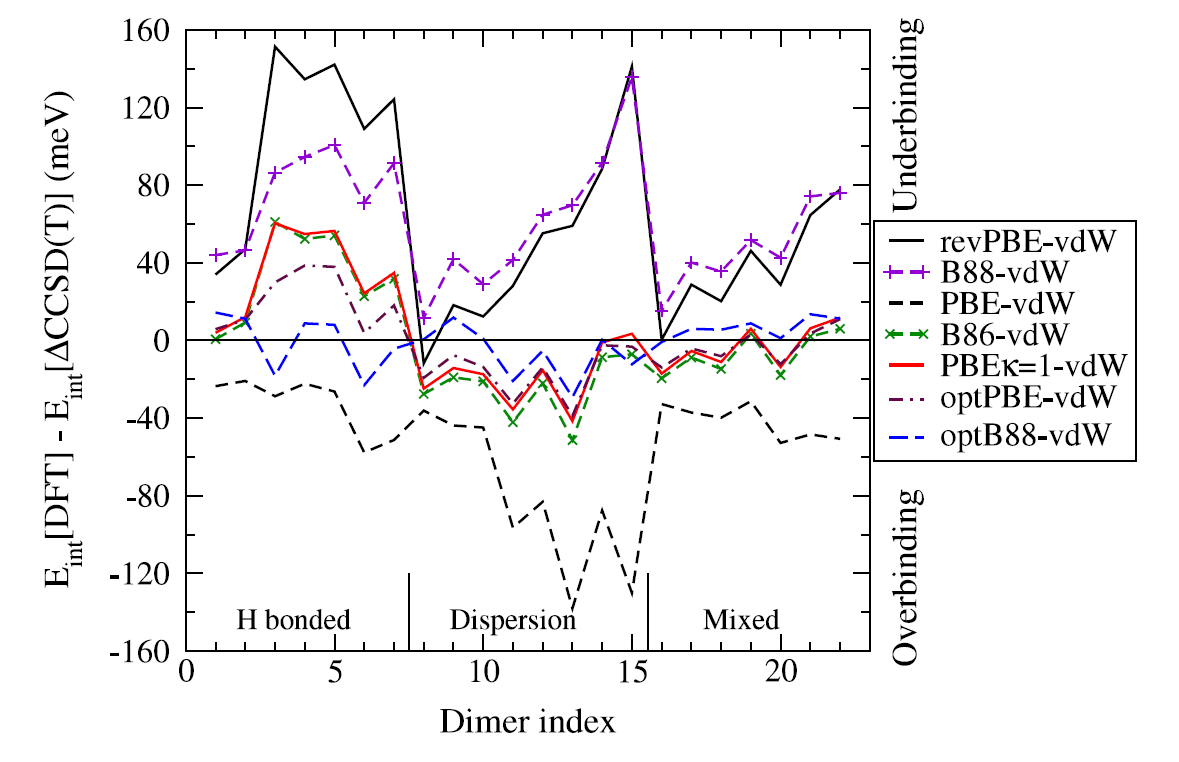 160
120
80
40
0
-40
-80
-120
-160
E_int[DFT] - E_int[ΔCCSD(T)] (meV)
Underbinding
Overbinding
revPBE-vdW
B88-vdW
PBE-vdW
B86-vdW
PBEκ=1-vdW
optPBE-vdW
optB88-vdW
H bonded
Dispersion
Mixed
0
5
10
15
20
Dimer index